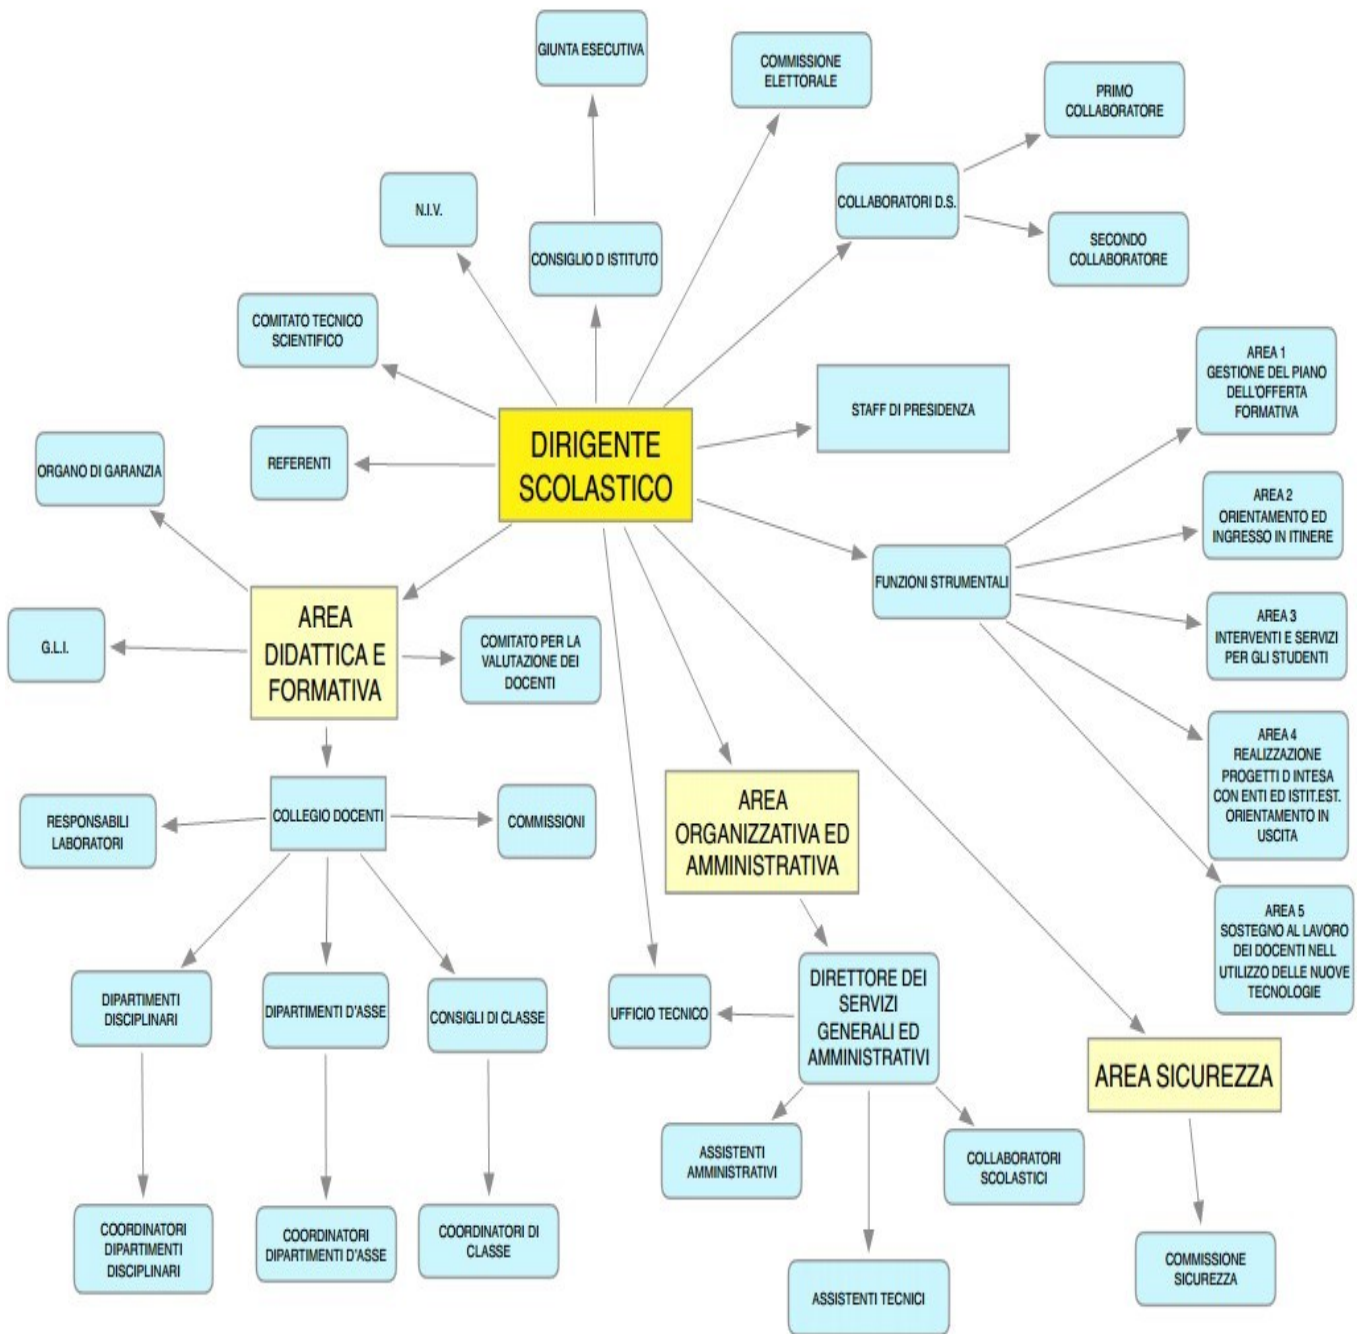 GIUNTA ESECUTIVA
COMMISSIONE
ELETTORALE
PRIMO
COLLABORATORE
N.I.V.
COLLABORATORI D.S.
CONSIGLIO D ISTITUTO
SECONDO
COLLABORATORE
COMITATO TECNICO
SCIENTIFICO
AREA 1
GESTIONE DEL PIANO
DELL'OFFERTA
FORMATIVA
STAFF DI PRESIDENZA
DIRIGENTE
SCOLASTICO
REFERENTI
ORGANO DI GARANZIA
AREA 2
ORIENTAMENTO ED
INGRESSO IN ITINERE
FUNZIONI STRUMENTALI
AREA
DIDATTICA E
FORMATIVA
G.L.I.
COMITATO PER LA
VALUTAZIONE DEI
DOCENTI
AREA 3
INTERVENTI E SERVIZI
PER GLI STUDENTI
AREA 4
REALIZZAZIONE
PROGETTI D INTESA
CON ENTI ED ISTIT.EST.
ORIENTAMENTO IN
USCITA
RESPONSABILI
LABORATORI
COLLEGIO DOCENTI
COMMISSIONI
AREA
ORGANIZZATIVA ED
AMMINISTRATIVA
AREA 5
SOSTEGNO AL LAVORO
DEI DOCENTI NELL
UTILIZZO DELLE NUOVE
TECNOLOGIE
DIPARTIMENTI
DISCIPLINARI
DIPARTIMENTI D'ASSE
CONSIGLI DI CLASSE
UFFICIO TECNICO
DIRETTORE DEI
SERVIZI
GENERALI ED
AMMINISTRATIVI
AREA SICUREZZA
ASSISTENTI
AMMINISTRATIVI
COLLABORATORI
SCOLASTICI
COORDINATORI
DIPARTIMENTI
DISCIPLINARI
COORDINATORI
DIPARTIMENTI D'ASSE
COORDINATORI DI
CLASSE
ASSISTENTI TECNICI
COMMISSIONE
SICUREZZA